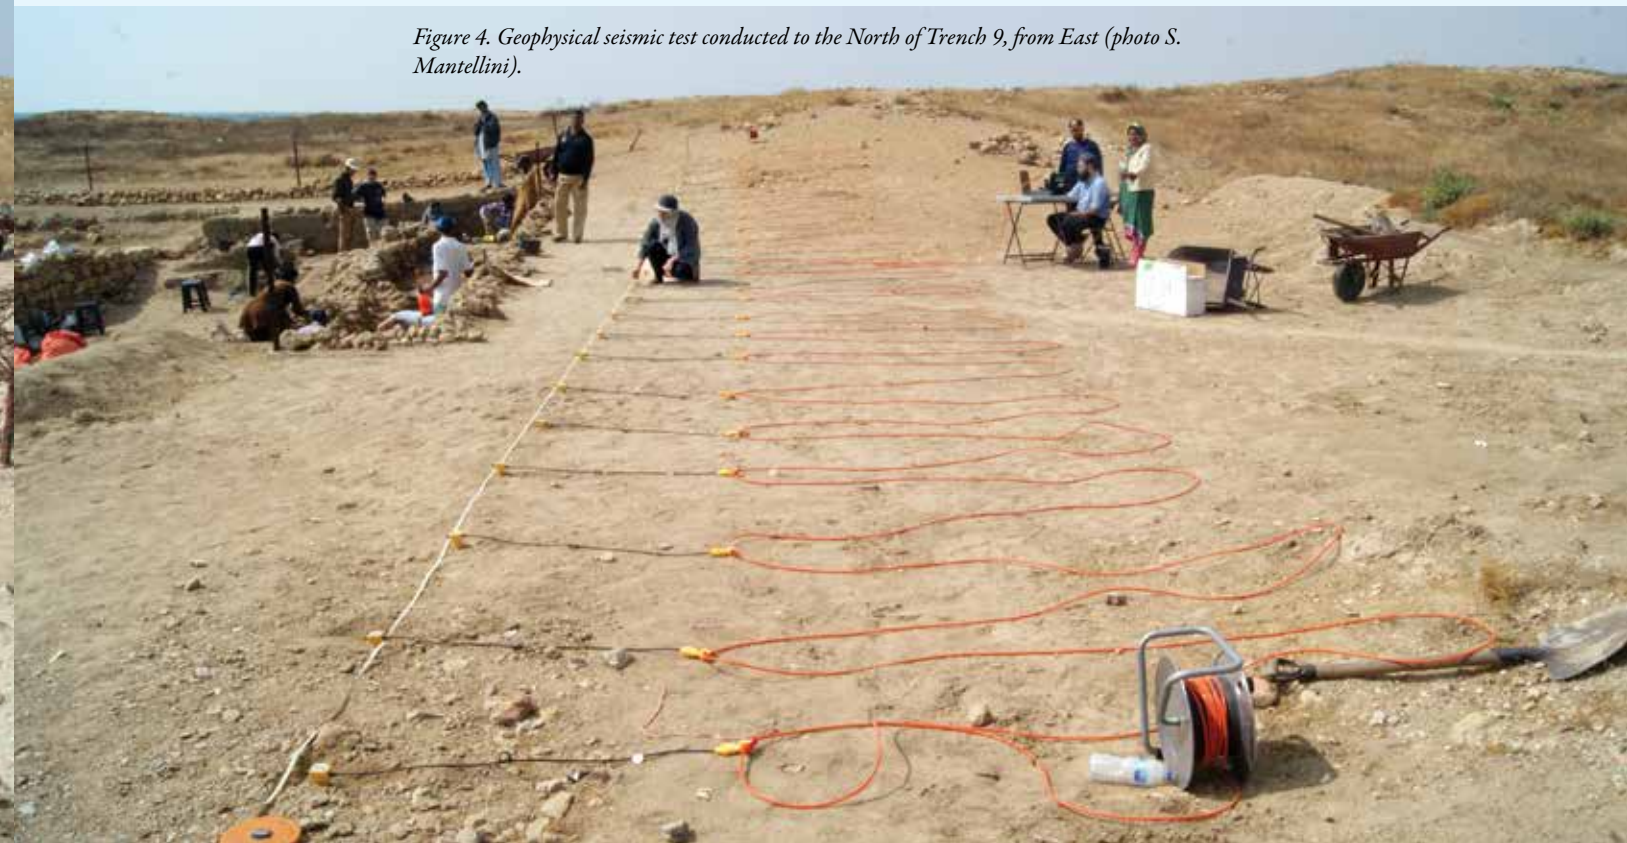 Figure 4. Geophysical seismic test conducted to the North of Trench 9, from East (photo S.
Mantellini).